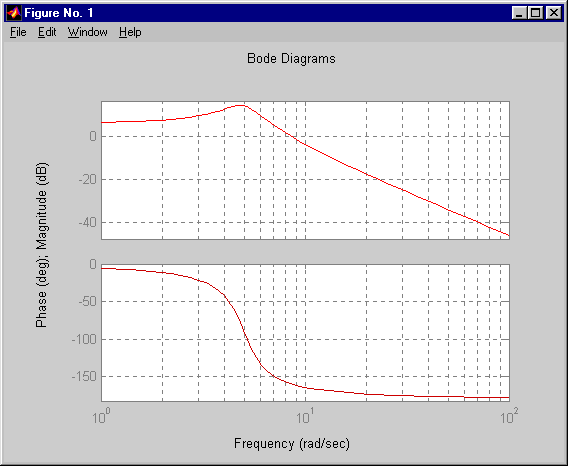 Figure No. 1
File Edit Window Help
Bode Diagrams
Phase (deg); Magnitude (dB)
0
-20
-40
0
-50
-100
-150
10^0 10^1 10^2
Frequency (rad/sec)